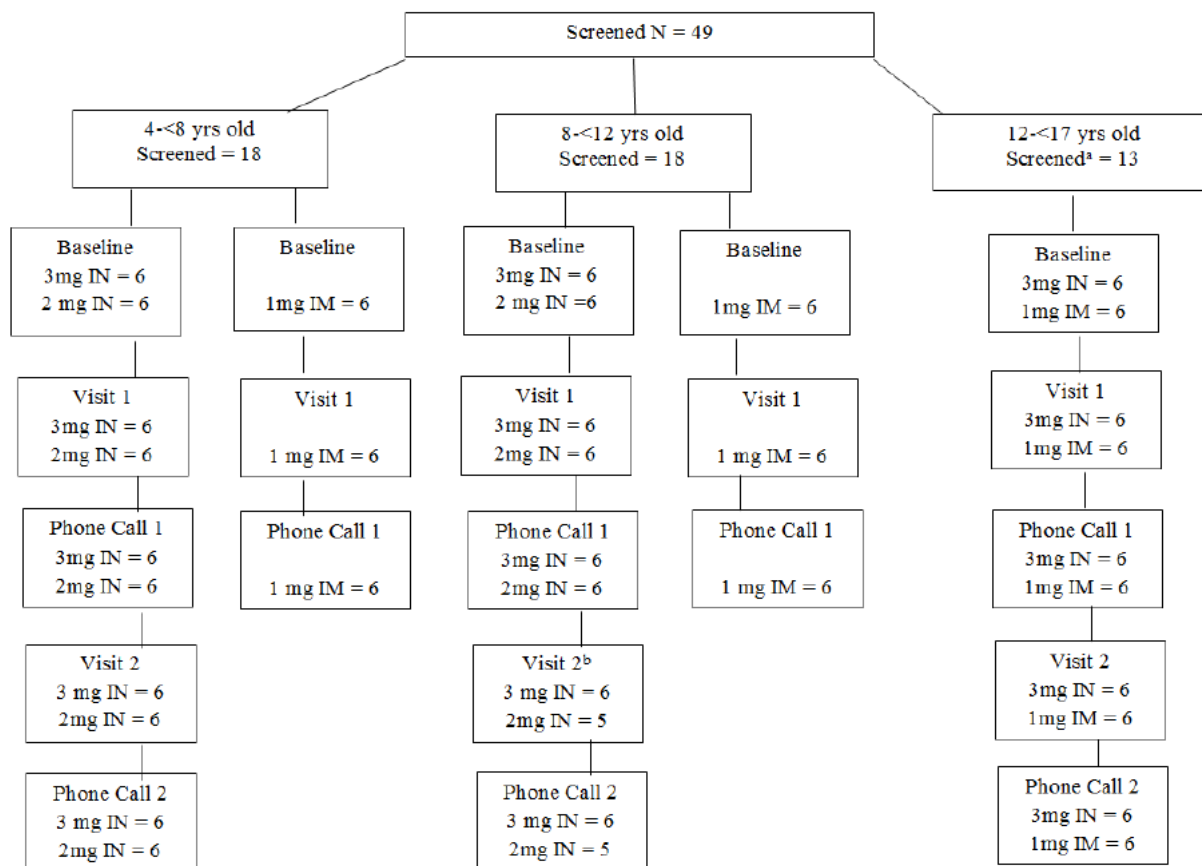 Screened N = 49
4-<8 yrs old
Screened = 18
8-<12 yrs old
Screened = 18
12-<17 yrs old
Screenedᵃ = 13
Baseline
3mg IN = 6
2 mg IN = 6
Baseline
1mg IM = 6
Baseline
3mg IN = 6
2 mg IN =6
Baseline
1mg IM = 6
Baseline
3mg IN = 6
1mg IM = 6
Visit 1
3mg IN = 6
2mg IN = 6
Visit 1
1 mg IM = 6
Visit 1
3mg IN = 6
2mg IN = 6
Visit 1
1 mg IM = 6
Visit 1
3mg IN = 6
1mg IM = 6
Phone Call 1
3mg IN = 6
2mg IN = 6
Phone Call 1
1 mg IM = 6
Phone Call 1
3mg IN = 6
2mg IN = 6
Phone Call 1
1 mg IM = 6
Phone Call 1
3mg IN = 6
1mg IM = 6
Visit 2
3 mg IN = 6
2mg IN = 6
Visit 2ᵇ
3 mg IN = 6
2mg IN = 5
Visit 2
3mg IN = 6
1mg IM = 6
Phone Call 2
3 mg IN = 6
2mg IN = 6
Phone Call 2
3 mg IN = 6
2mg IN = 5
Phone Call 2
3mg IN = 6
1mg IM = 6